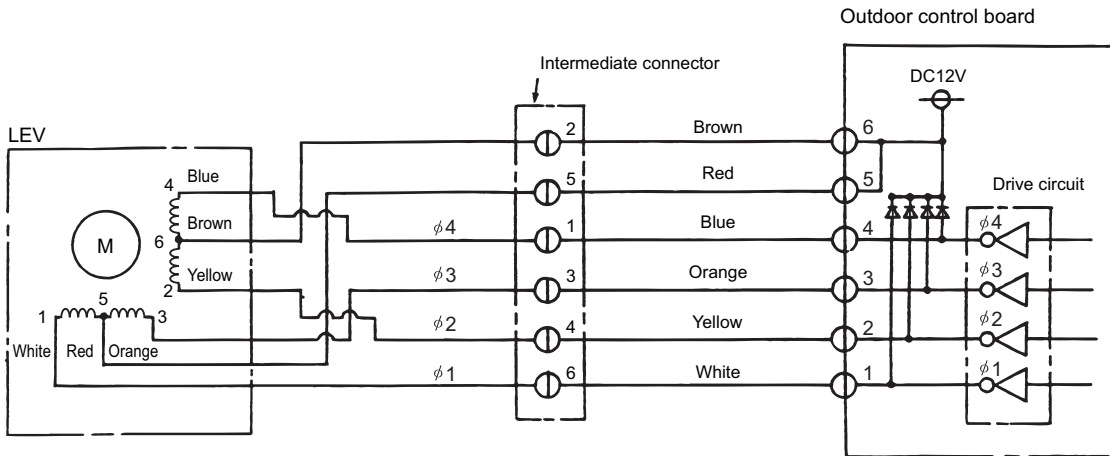 Outdoor control board
Intermediate connector
DC12V
LEV
2 Brown 6
4 Blue
5 Red 5
Drive circuit
Brown
6
M
ϕ4 1 Blue 4 ϕ4
Yellow
2
ϕ3 3 Orange 3 ϕ3
1 5 3
ϕ2 4 Yellow 2 ϕ2
White Red Orange
ϕ1 6 White 1 ϕ1